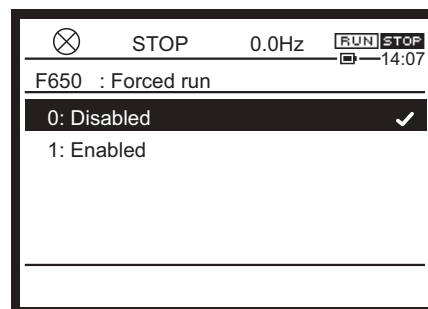 STOP 0.0Hz RUN STOP
14:07
F650 : Forced run
0: Disabled
1: Enabled